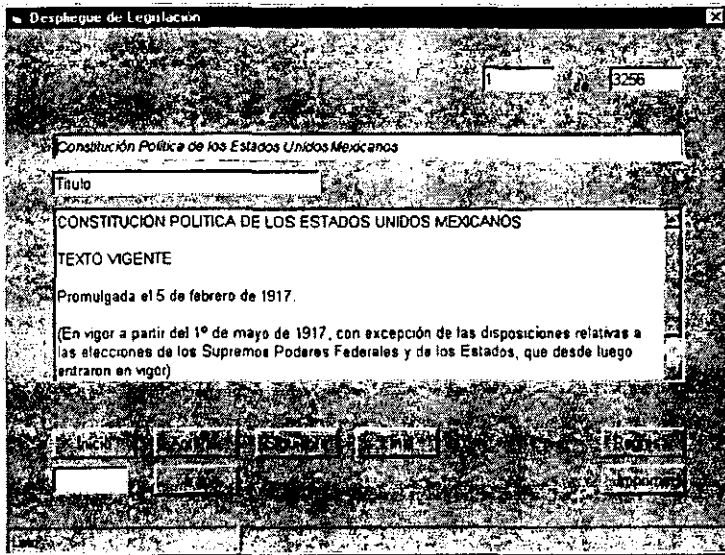 Despliegue de Legislación
1
3256
Constitución Política de los Estados Unidos Mexicanos
Titulo
CONSTITUCION POLITICA DE LOS ESTADOS UNIDOS MEXICANOS
TEXTO VIGENTE
Promulgada el 5 de febrero de 1917.
(En vigor a partir del 1º de mayo de 1917, con excepción de las disposiciones relativas a
las elecciones de los Supremos Poderes Federales y de los Estados, que desde luego
entraron en vigor)
Inicio